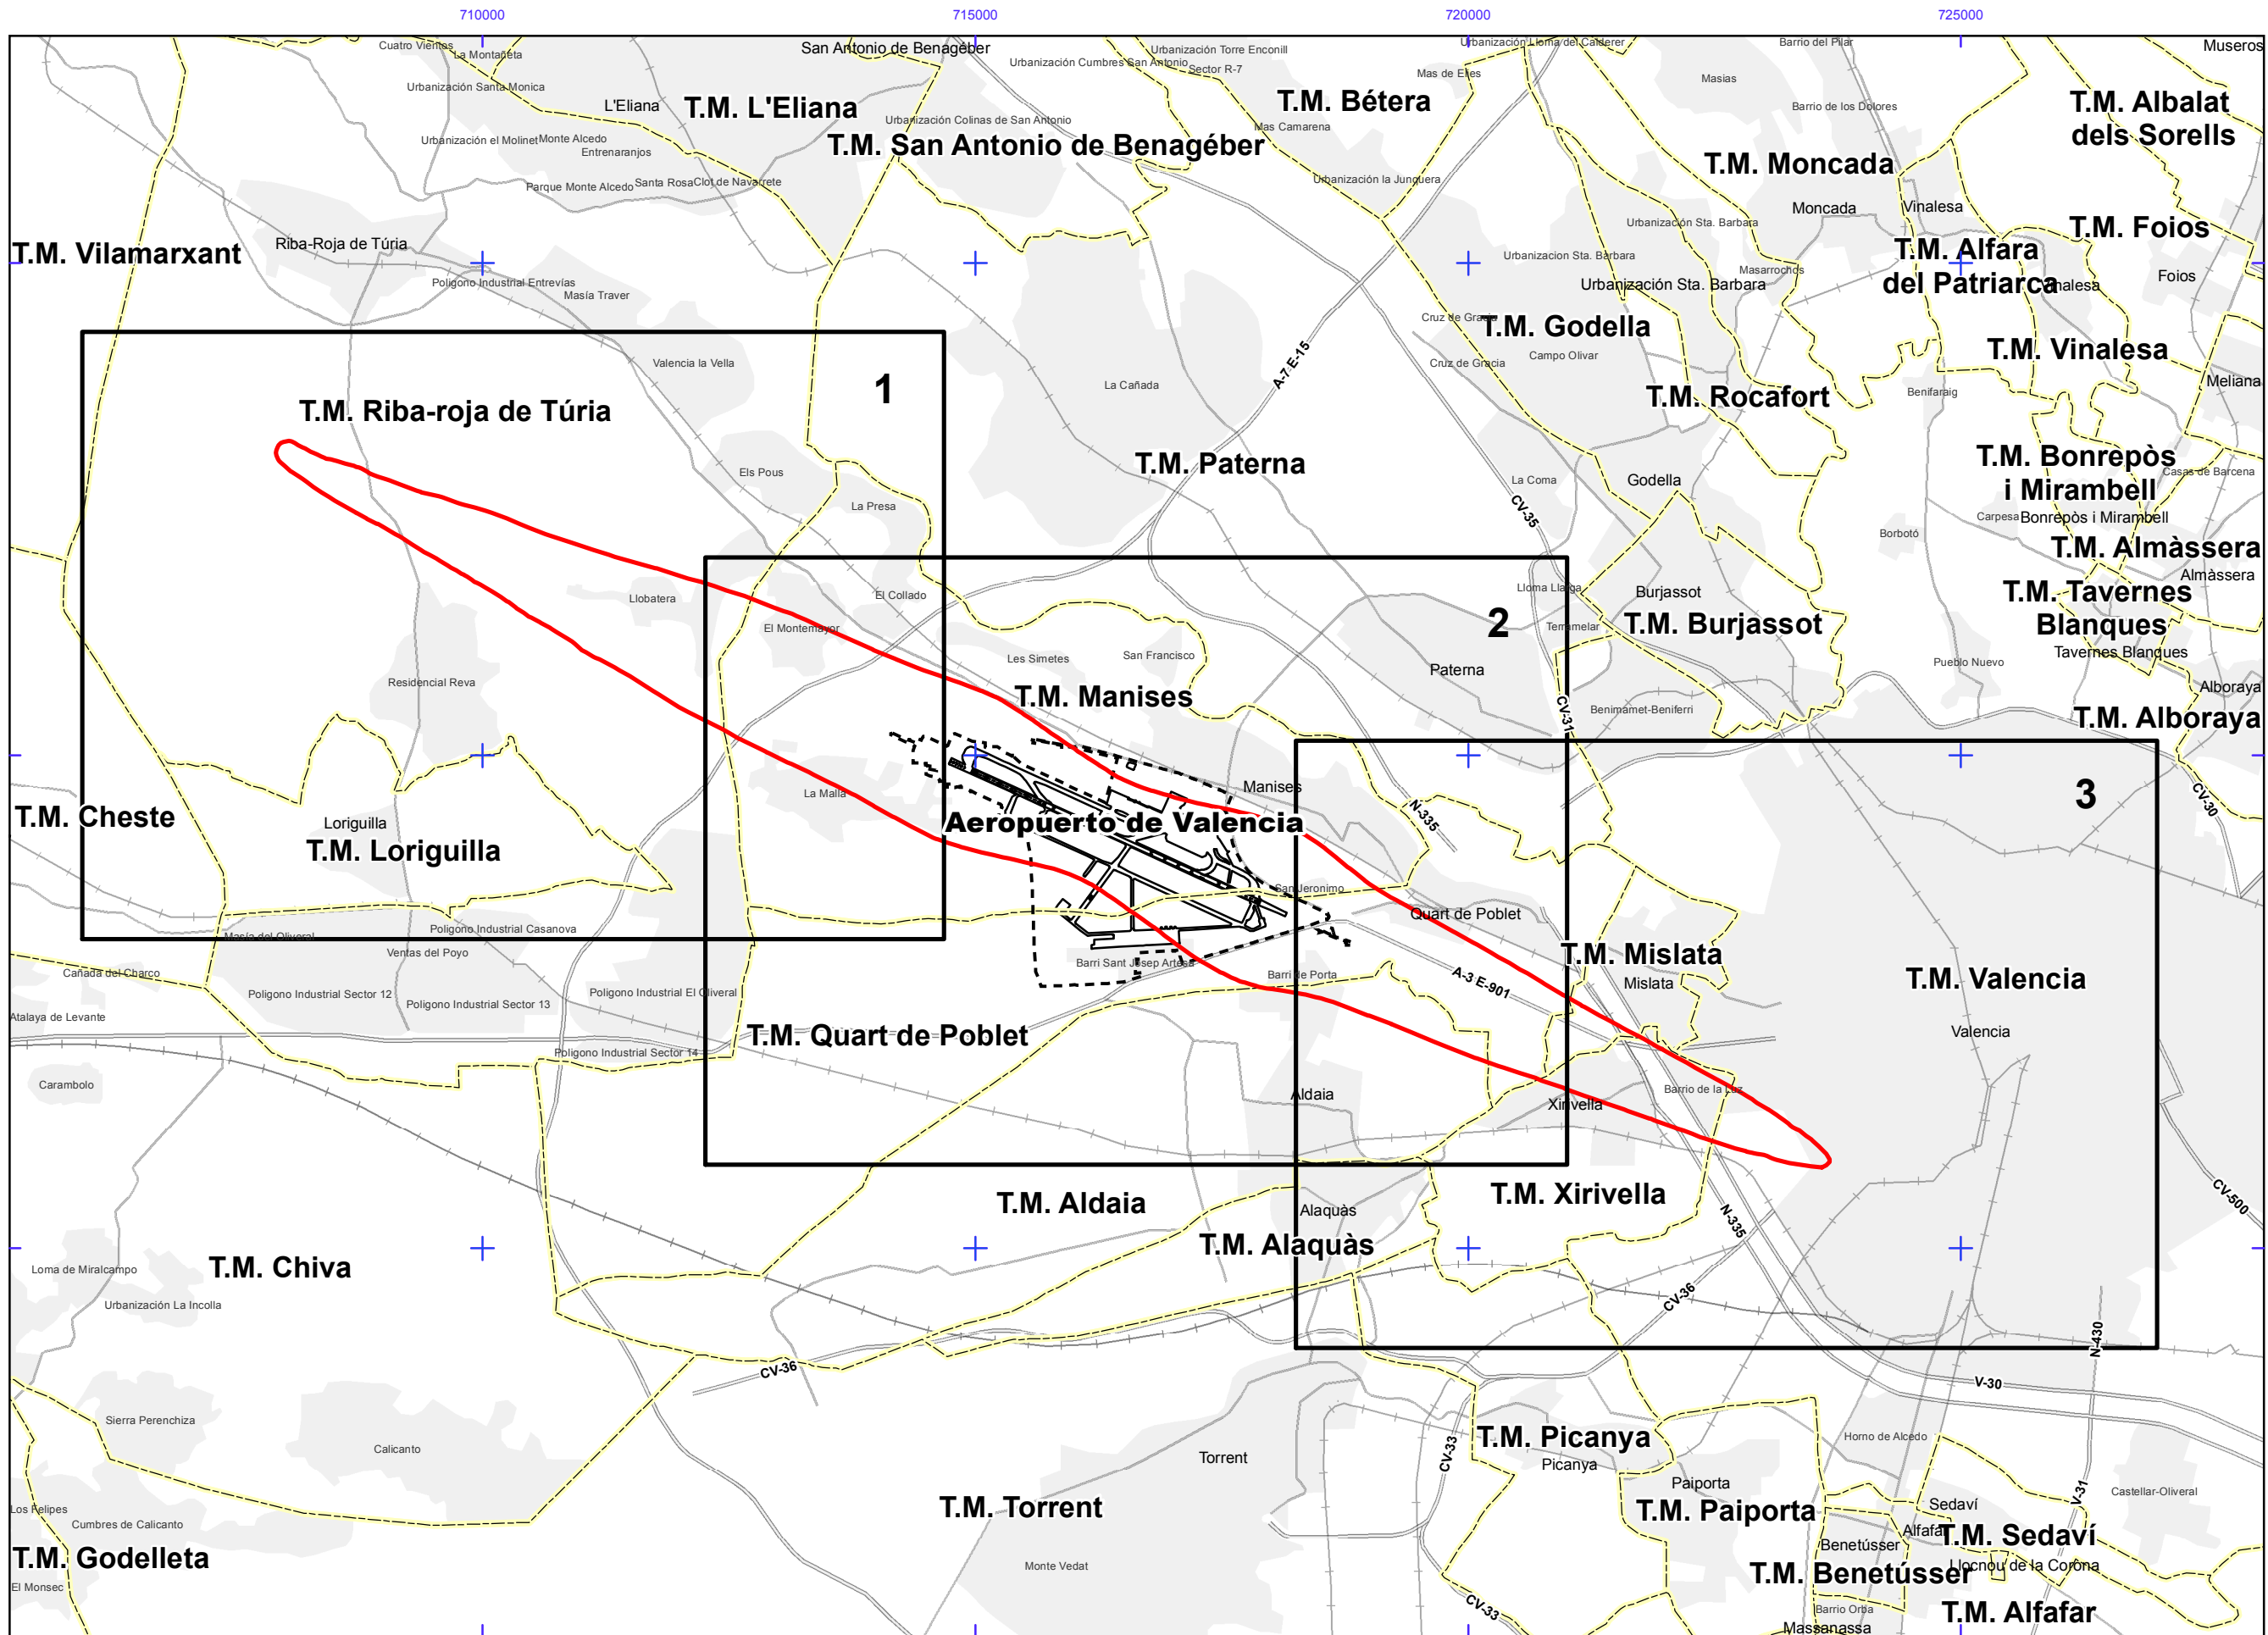 710000
715000
720000
725000
Cuatro Vientos
La Montañeta
San Antonio de Benagéber
Urbanización Torre Enconill
Urbanización Lloma del Calderer
Barrio del Pilar
Museros
Urbanización Cumbres San Antonio
Sector R-7
Mas de Elies
Masias
Urbanización Santa Monica
L'Eliana
T.M. L'Eliana
T.M. Bétera
Barrio de los Dolores
T.M. Albalat
dels Sorells
Urbanización Colinas de San Antonio
Mas Camarena
Urbanización el Molinet
Monte Alcedo
Entrenaranjos
T.M. San Antonio de Benagéber
T.M. Moncada
Parque Monte Alcedo
Santa Rosa
Clot de Navarrete
Urbanización la Junquera
Moncada
Vinalesa
T.M. Vilamarxant
Riba-Roja de Túria
Urbanización Sta. Barbara
T.M. Foios
Urbanizacion Sta. Bárbara
T.M. Alfara
del Patriarca
Masarrochos
Foios
Poligono Industrial Entrevías
Masía Traver
Urbanización Sta. Barbara
Vinalesa
Cruz de Gracia
T.M. Godella
T.M. Vinalesa
Valencia la Vella
1
La Cañada
A-7 E-15
Cruz de Gracia
Campo Olivar
T.M. Rocafort
Benifaraig
Meliana
T.M. Riba-roja de Túria
Els Pous
T.M. Paterna
La Coma
Godella
T.M. Bonrepòs
i Mirambell
Casas de Barcena
La Presa
CV-35
Carpesa
Bonrepòs i Mirambell
Borbotó
T.M. Almàssera
Almàssera
Llobatera
El Collado
Lloma Llarga
Burjassot
T.M. Tavernes
Blanques
El Montemayor
2
Terramelar
T.M. Burjassot
Les Simetes
San Francisco
Paterna
Pueblo Nuevo
Tavernes Blanques
Residencial Reva
T.M. Manises
CV-31
Benimamet-Beniferri
Alboraya
T.M. Alboraya
La Malla
Manises
3
CV-30
T.M. Cheste
Loriguilla
T.M. Loriguilla
Aeropuerto de Valencia
N-335
San Jeronimo
Quart de Poblet
Masía del Oliveral
Poligono Industrial Casanova
Ventas del Poyo
T.M. Mislata
Cañada del Charco
Barri Sant Josep Artesa
Barri de Porta
A-3 E-901
Mislata
T.M. Valencia
Poligono Industrial Sector 12
Poligono Industrial Sector 13
Poligono Industrial El Oliveral
Atalaya de Levante
T.M. Quart de Poblet
Valencia
Poligono Industrial Sector 14
Carambolo
Aldaia
Xirivella
Barrio de la Luz
T.M. Aldaia
Alaquàs
T.M. Xirivella
CV-500
T.M. Alaquàs
N-335
T.M. Chiva
Loma de Miralcampo
Urbanización La Incolla
CV-36
N-430
CV-36
V-30
Sierra Perenchiza
Calicanto
Torrent
CV-33
T.M. Picanya
Picanya
Horno de Alcedo
Paiporta
V-31
Castellar-Oliveral
Los Felipes
Cumbres de Calicanto
T.M. Torrent
T.M. Paiporta
Sedaví
Alfafar
T.M. Sedaví
T.M. Godelleta
Monte Vedat
Benetússer
T.M. Benetússer
Llocnou de la Corona
El Monsec
CV-33
Barrio Orba
T.M. Alfafar
Massanassa